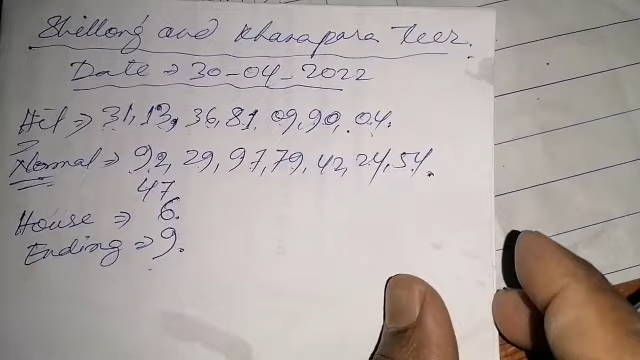 Shillong and Khanapara Teer.
Date ⇒ 30-04-2022
Hit ⇒ 31, 13, 36, 81, 09, 90, 04.
Normal ⇒ 92, 29, 97, 79, 42, 24, 54.
47
House ⇒ 6.
Ending ⇒ 9.